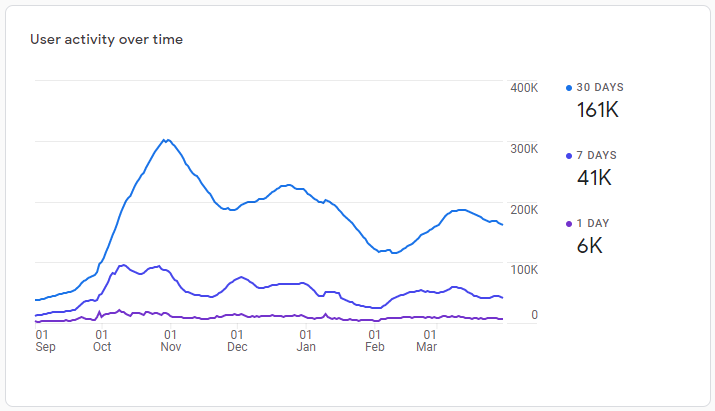 User activity over time
400K
300K
200K
100K
0
01 01 01 01 01 01 01
Sep Oct Nov Dec Jan Feb Mar
30 DAYS
161K
7 DAYS
41K
1 DAY
6K